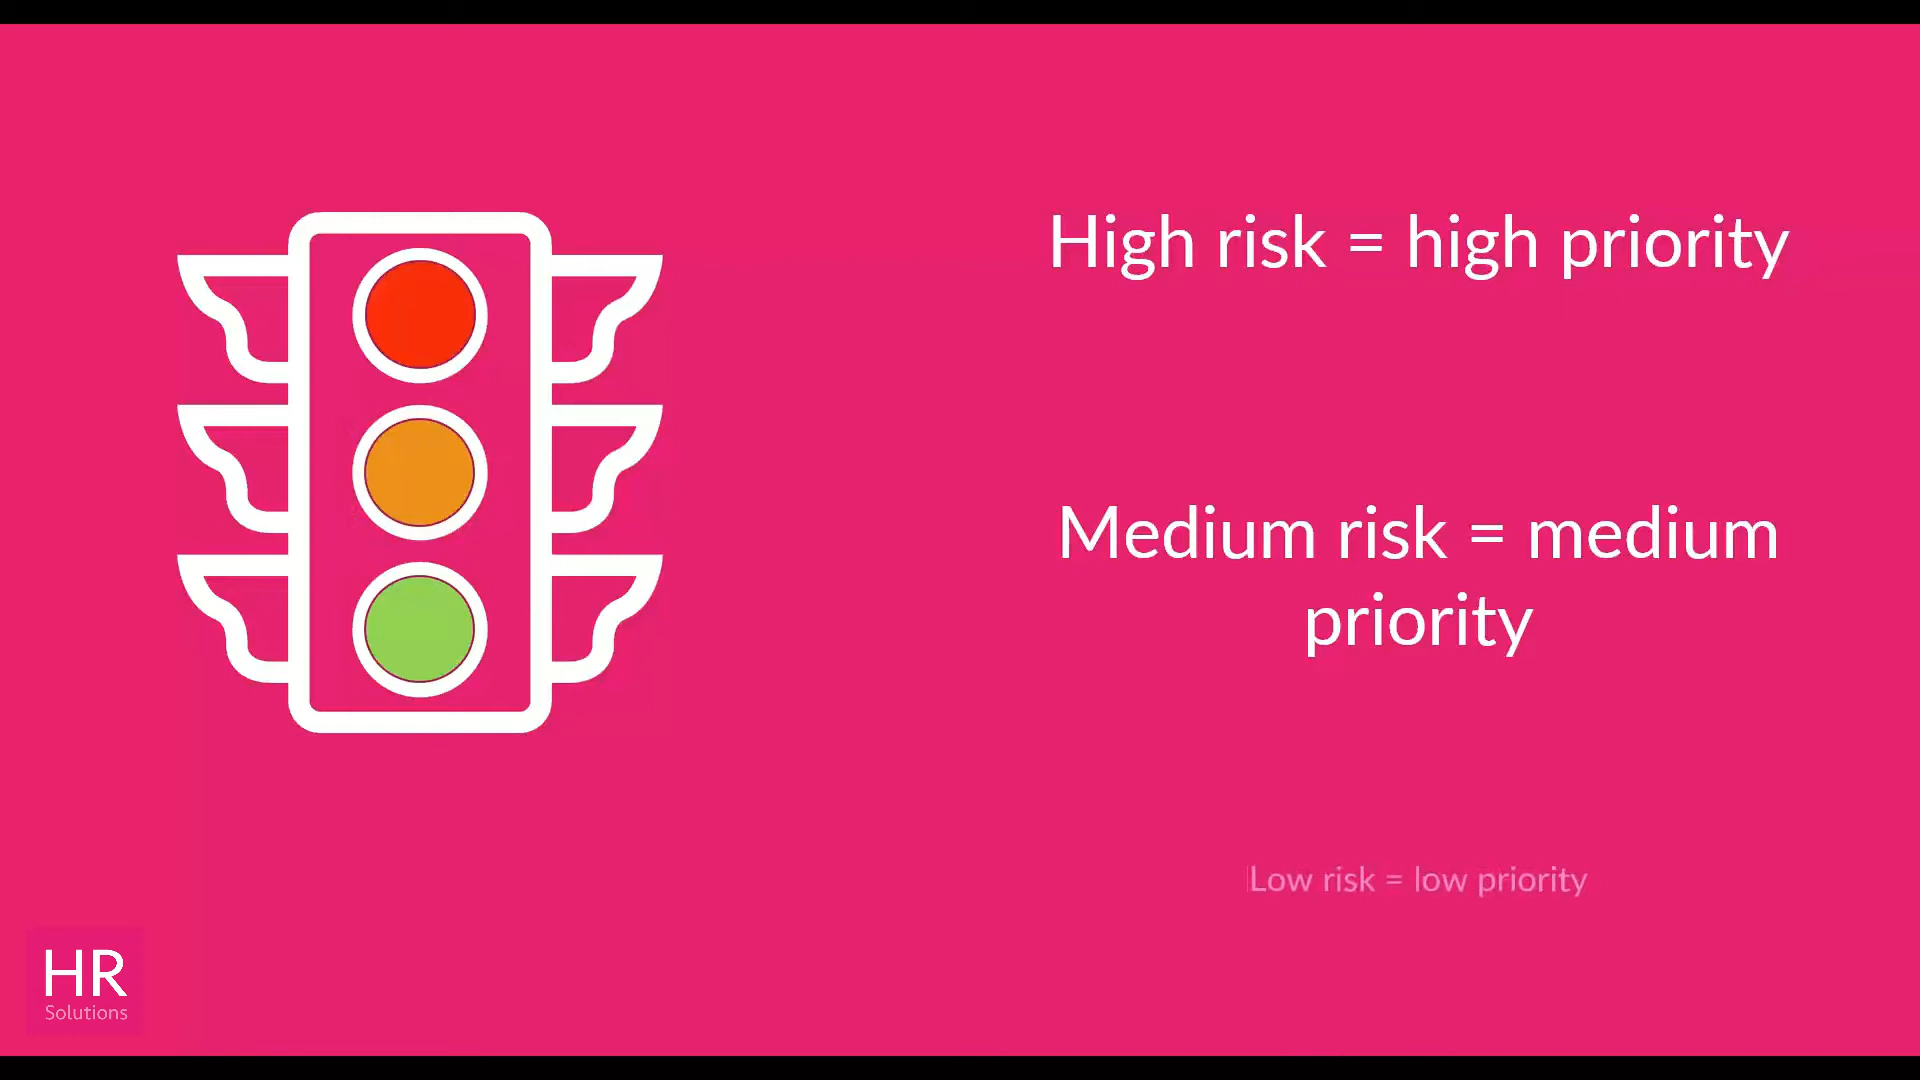 High risk = high priority
Medium risk = medium
priority
Low risk = low priority
HR
Solutions